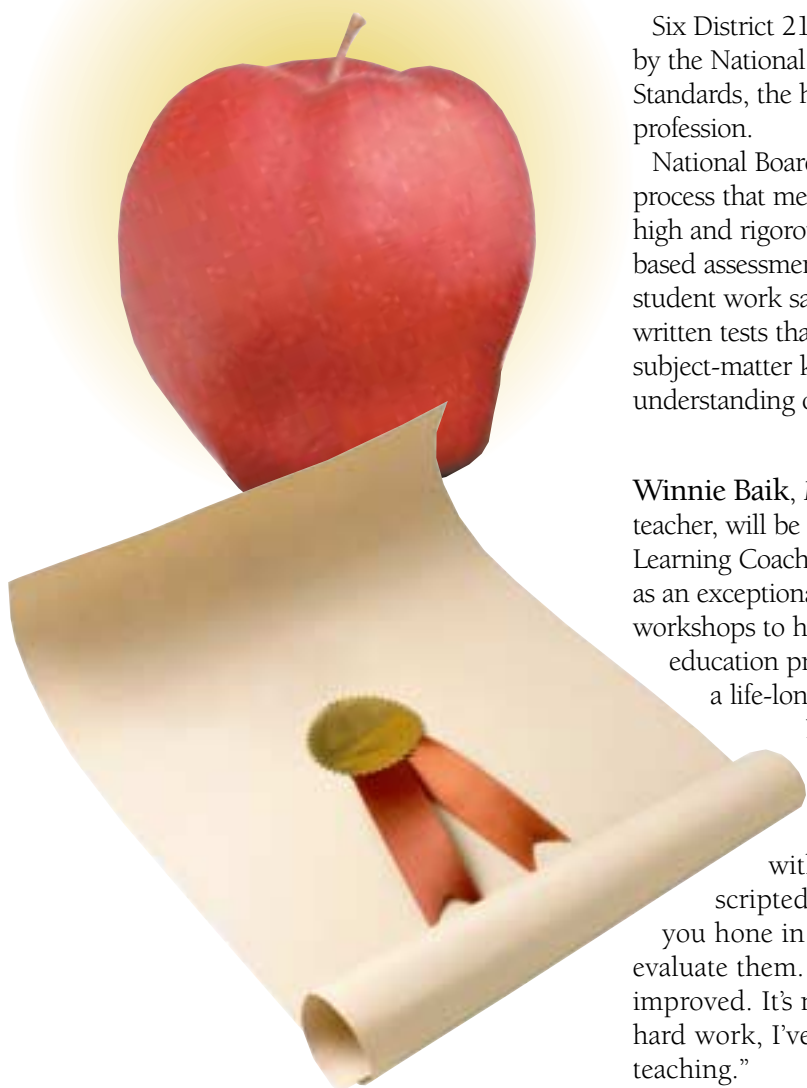 Six District 21
by the National
Standards, the h
profession.
National Board
process that me
high and rigoro
based assessmen
student work sa
written tests tha
subject-matter k
understanding o
Winnie Baik,
teacher, will be
Learning Coach
as an exceptiona
workshops to h
education pr
a life-lon
wit
scripted
you hone in
evaluate them.
improved. It's n
hard work, I've
teaching."